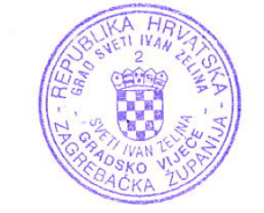 REPUBLIKA HRVATSKA
ZAGREBAČKA ŽUPANIJA
GRAD SVETI IVAN ZELINA
2
SVETI IVAN ZELINA
GRADSKO VIJEĆE